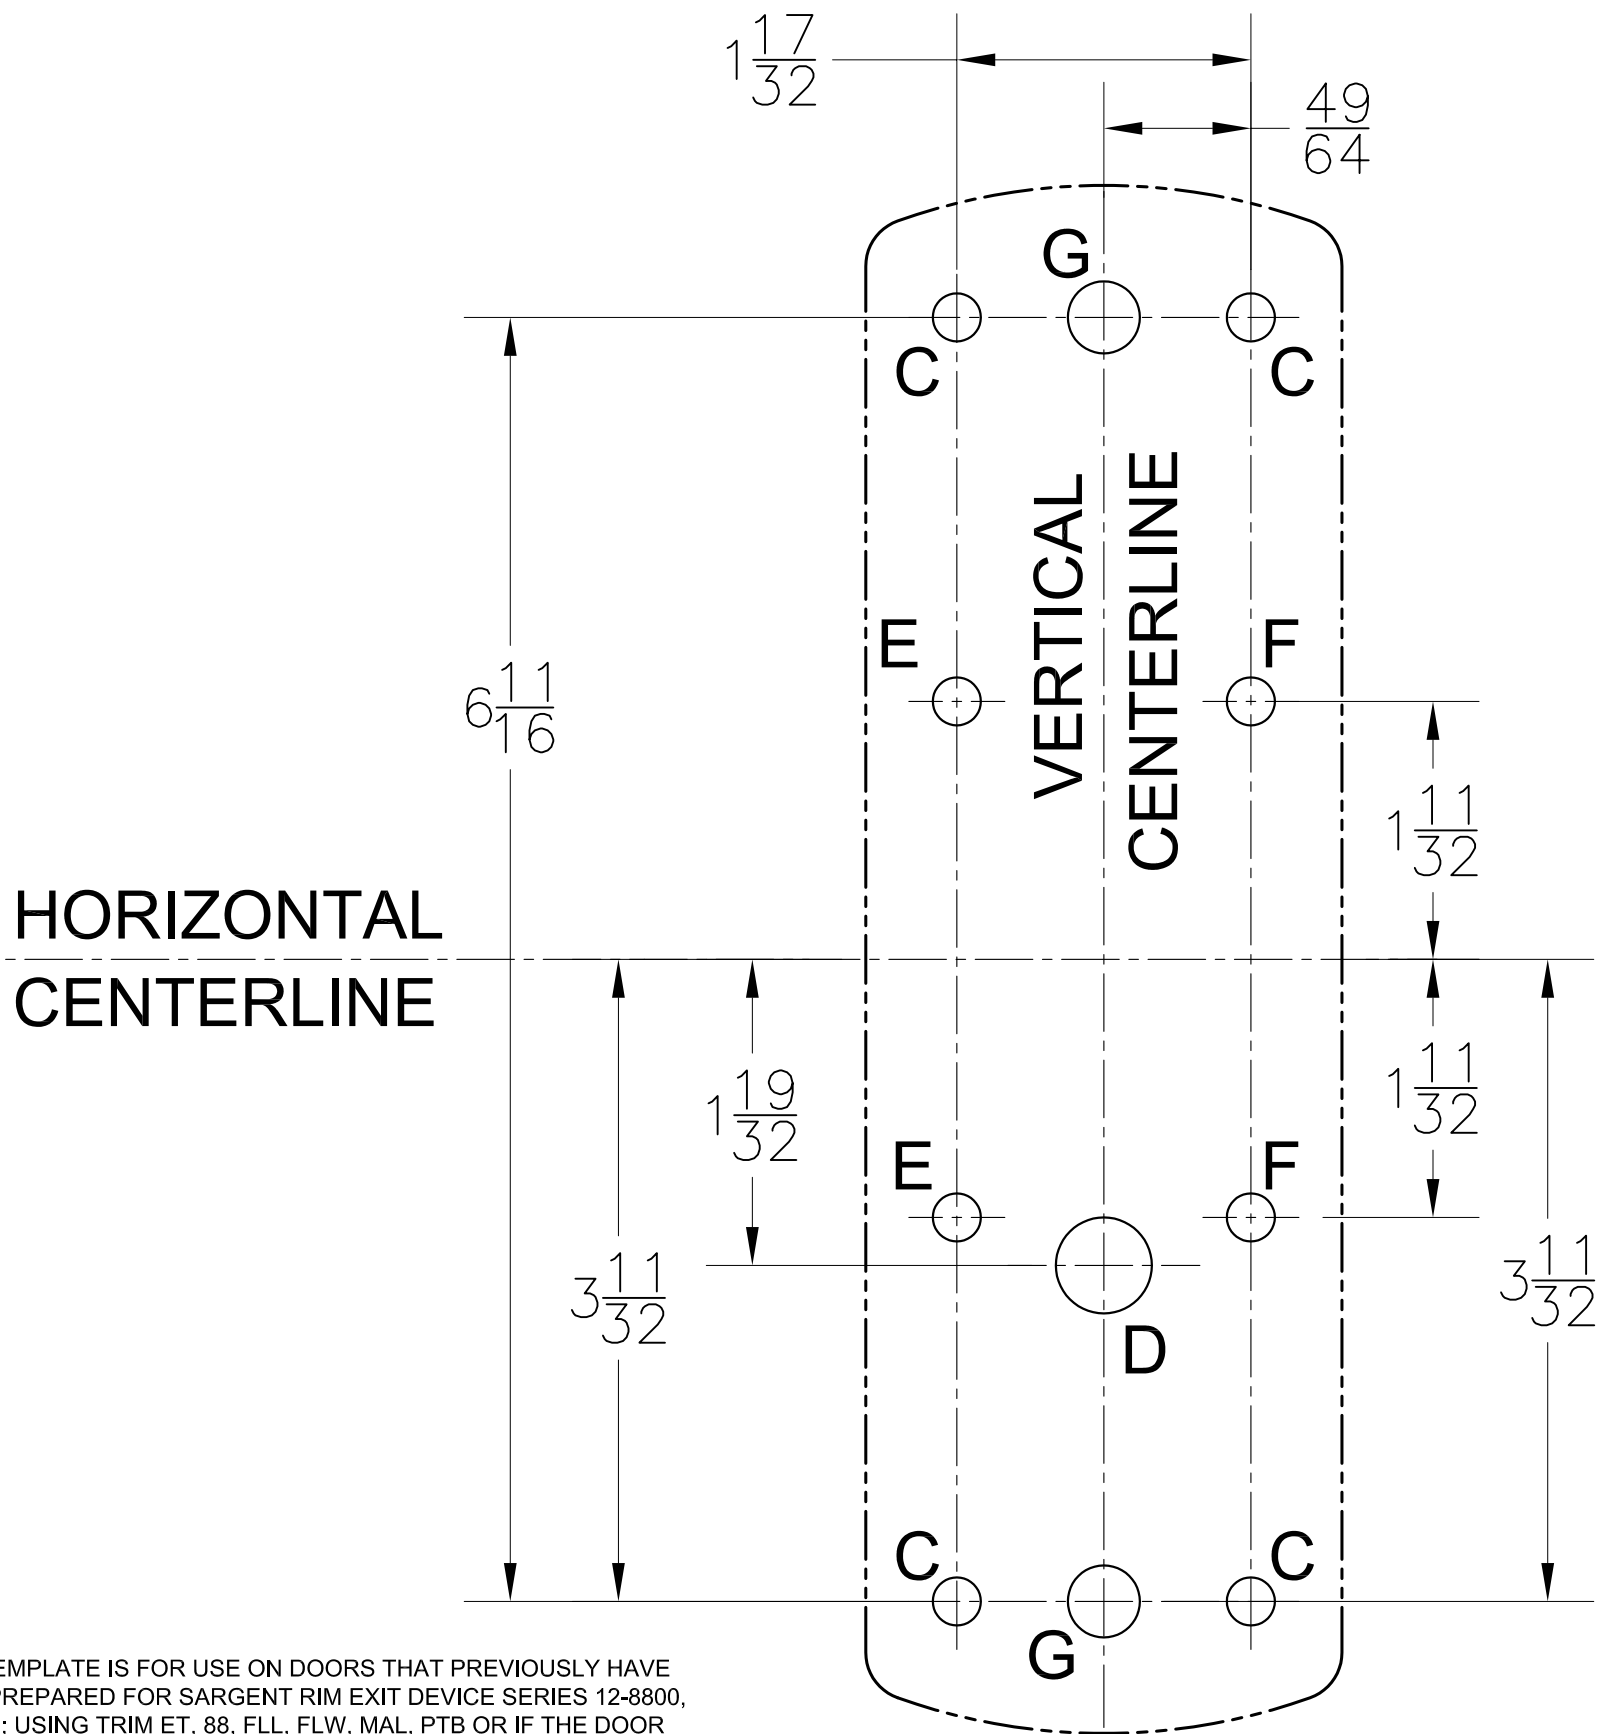 1 17/32
49/64
G
C C
VERTICAL
CENTERLINE
E F
6 11/16
1 11/32
HORIZONTAL
CENTERLINE
1 19/32
1 11/32
E F
3 11/32
3 11/32
D
C C
G
EMPLATE IS FOR USE ON DOORS THAT PREVIOUSLY HAVE
PREPARED FOR SARGENT RIM EXIT DEVICE SERIES 12-8800,
; USING TRIM ET, 88, FLL, FLW, MAL, PTB OR IF THE DOOR